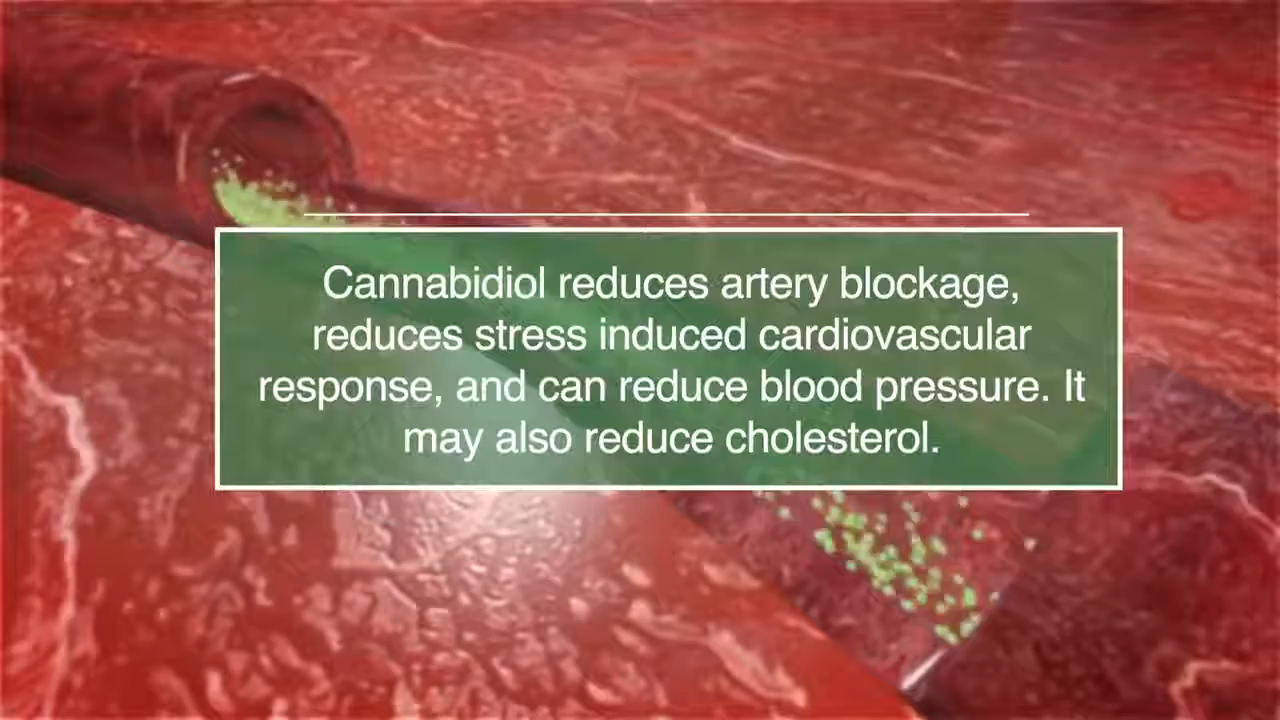 Cannabidiol reduces artery blockage,
reduces stress induced cardiovascular
response, and can reduce blood pressure. It
may also reduce cholesterol.